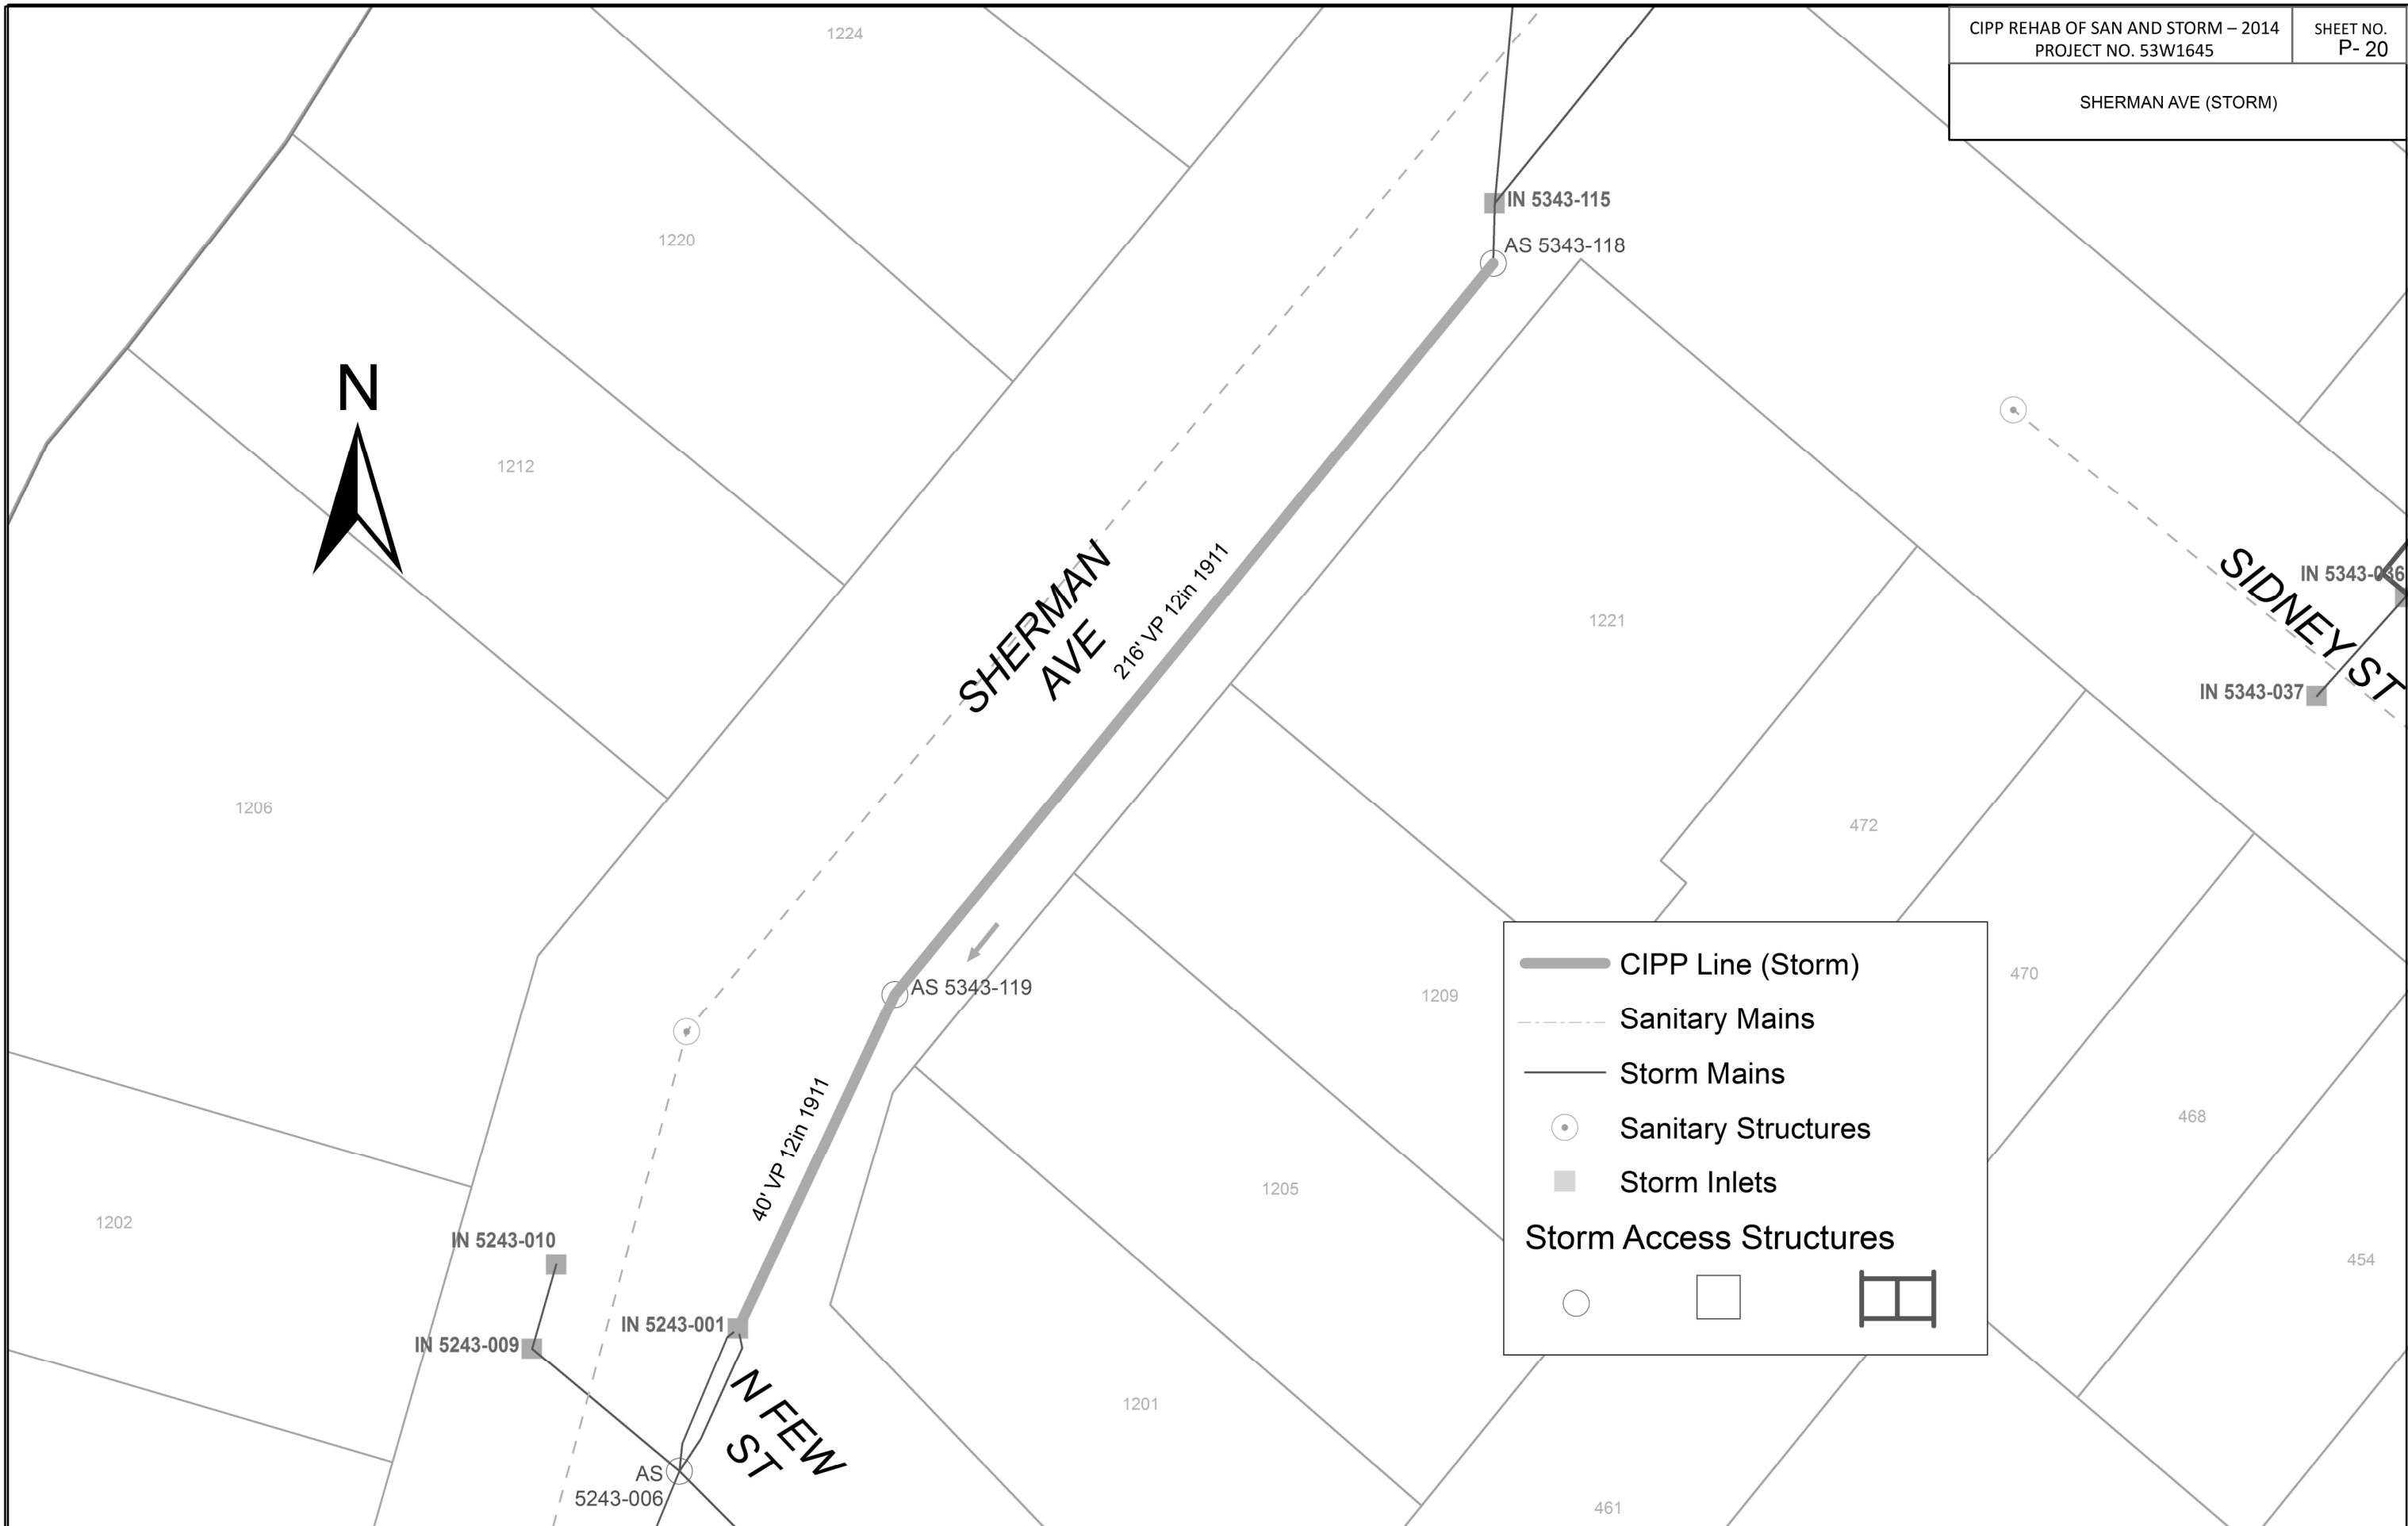 CIPP REHAB OF SAN AND STORM – 2014
PROJECT NO. 53W1645
SHEET NO.
P- 20
SHERMAN AVE (STORM)
1224
IN 5343-115
1220
AS 5343-118
N
1212
SHERMAN
AVE
216' VP 12in 1911
1221
SIDNEY ST
IN 5343-036
IN 5343-037
1206
472
AS 5343-119
1209
470
CIPP Line (Storm)
Sanitary Mains
Storm Mains
Sanitary Structures
Storm Inlets
Storm Access Structures
468
40' VP 12in 1911
1205
1202
IN 5243-010
454
IN 5243-001
IN 5243-009
N FEW
ST
1201
AS
5243-006
461